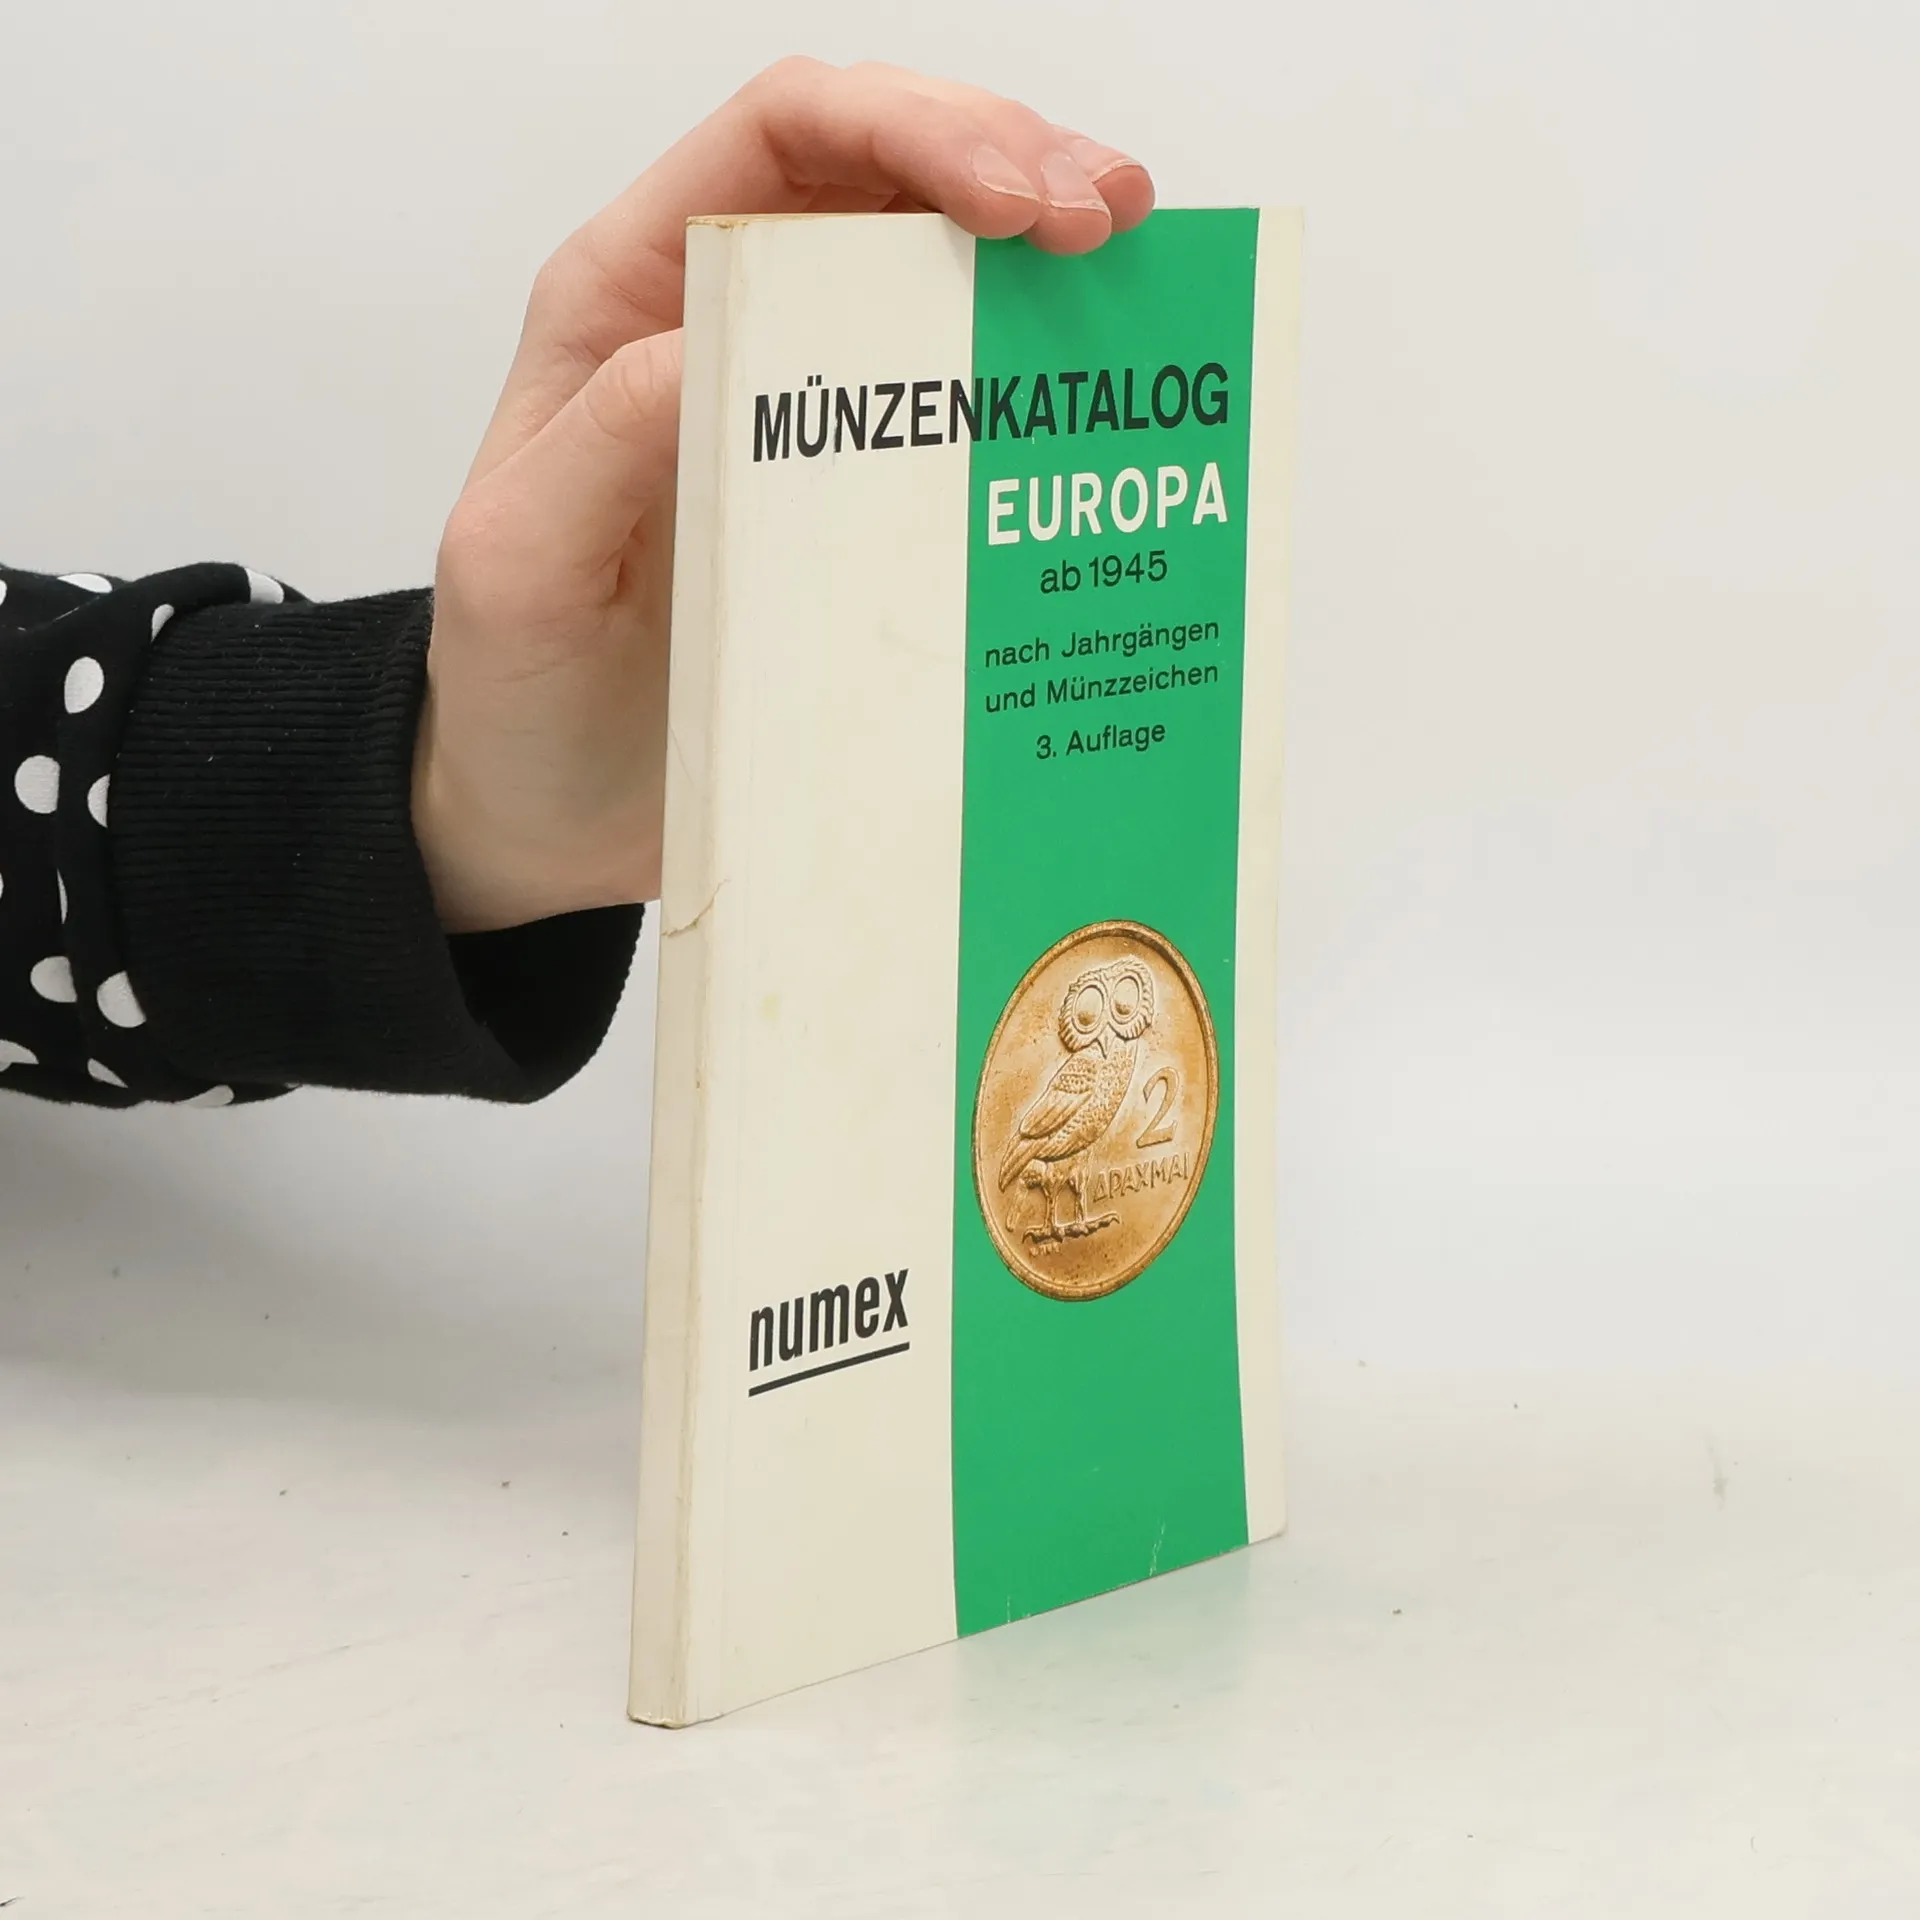 MÜNZENKATALOG
EUROPA
ab 1945
nach Jahrgängen
und Münzzeichen
3. Auflage
2
ΔΡΑΧΜΑΙ
numex